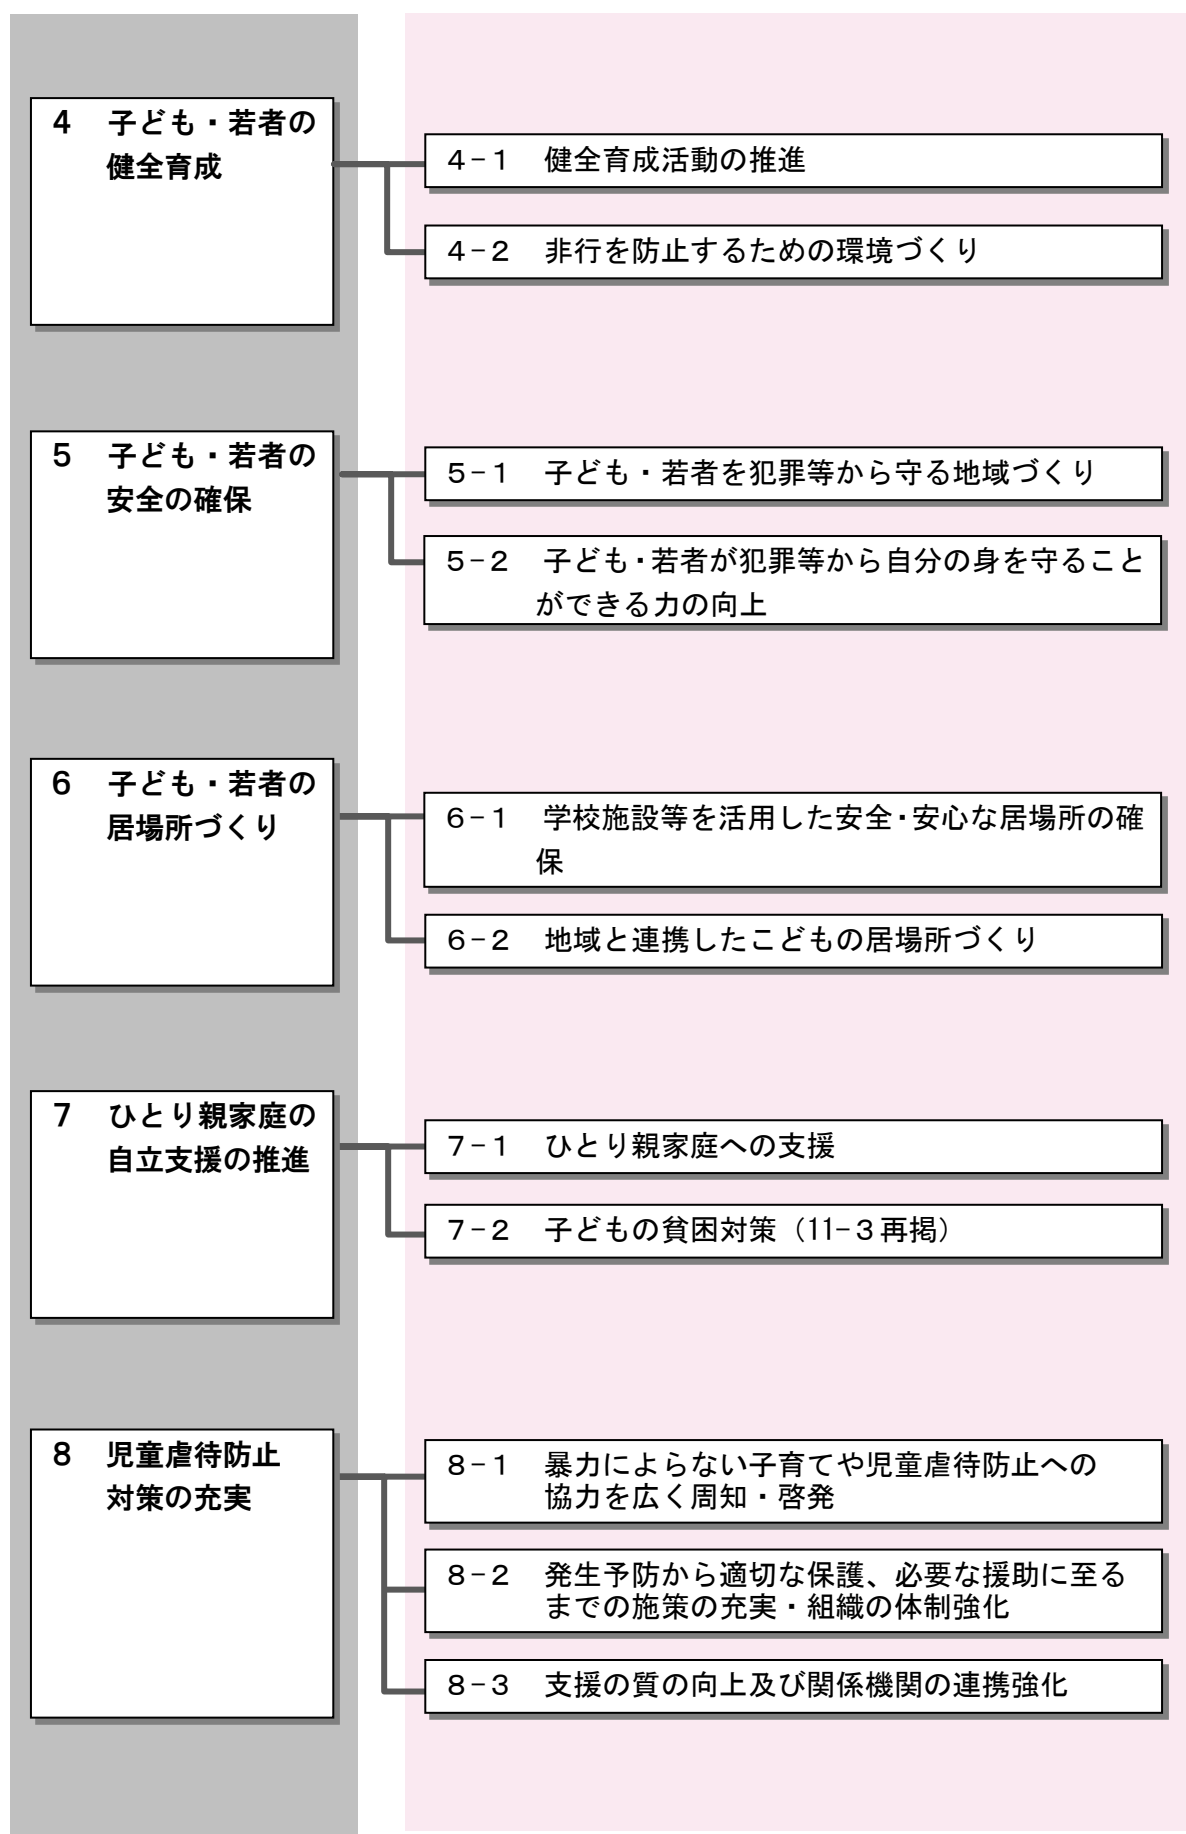 ４　子ども・若者の
健全育成
４−１　健全育成活動の推進
４−２　非行を防止するための環境づくり
５　子ども・若者の
安全の確保
５−１　子ども・若者を犯罪等から守る地域づくり
５−２　子ども・若者が犯罪等から自分の身を守ること
ができる力の向上
６　子ども・若者の
居場所づくり
６−１　学校施設等を活用した安全・安心な居場所の確
保
６−２　地域と連携したこどもの居場所づくり
７　ひとり親家庭の
自立支援の推進
７−１　ひとり親家庭への支援
７−２　子どもの貧困対策（11−３再掲）
８　児童虐待防止
対策の充実
８−１　暴力によらない子育てや児童虐待防止への
協力を広く周知・啓発
８−２　発生予防から適切な保護、必要な援助に至る
までの施策の充実・組織の体制強化
８−３　支援の質の向上及び関係機関の連携強化